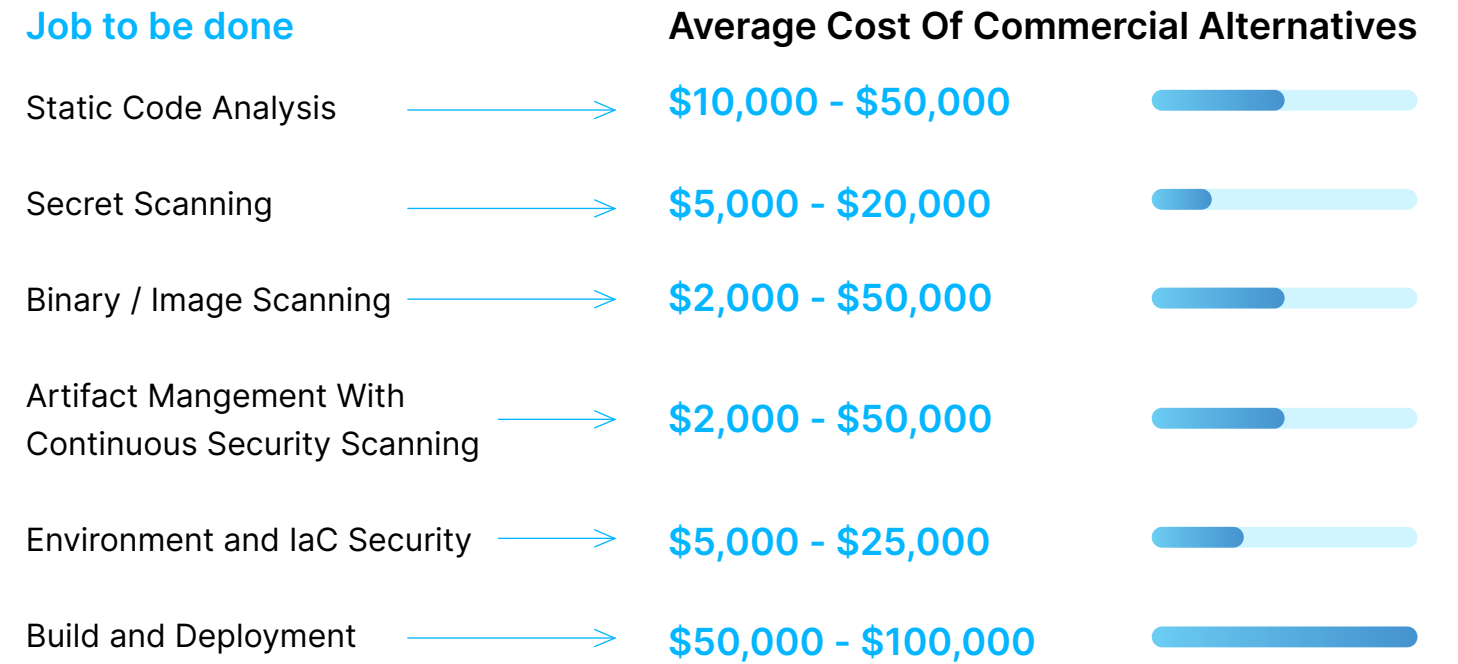 Job to be done
Average Cost Of Commercial Alternatives
Static Code Analysis
$10,000 - $50,000
Secret Scanning
$5,000 - $20,000
Binary / Image Scanning
$2,000 - $50,000
Artifact Mangement With
Continuous Security Scanning
$2,000 - $50,000
Environment and IaC Security
$5,000 - $25,000
Build and Deployment
$50,000 - $100,000